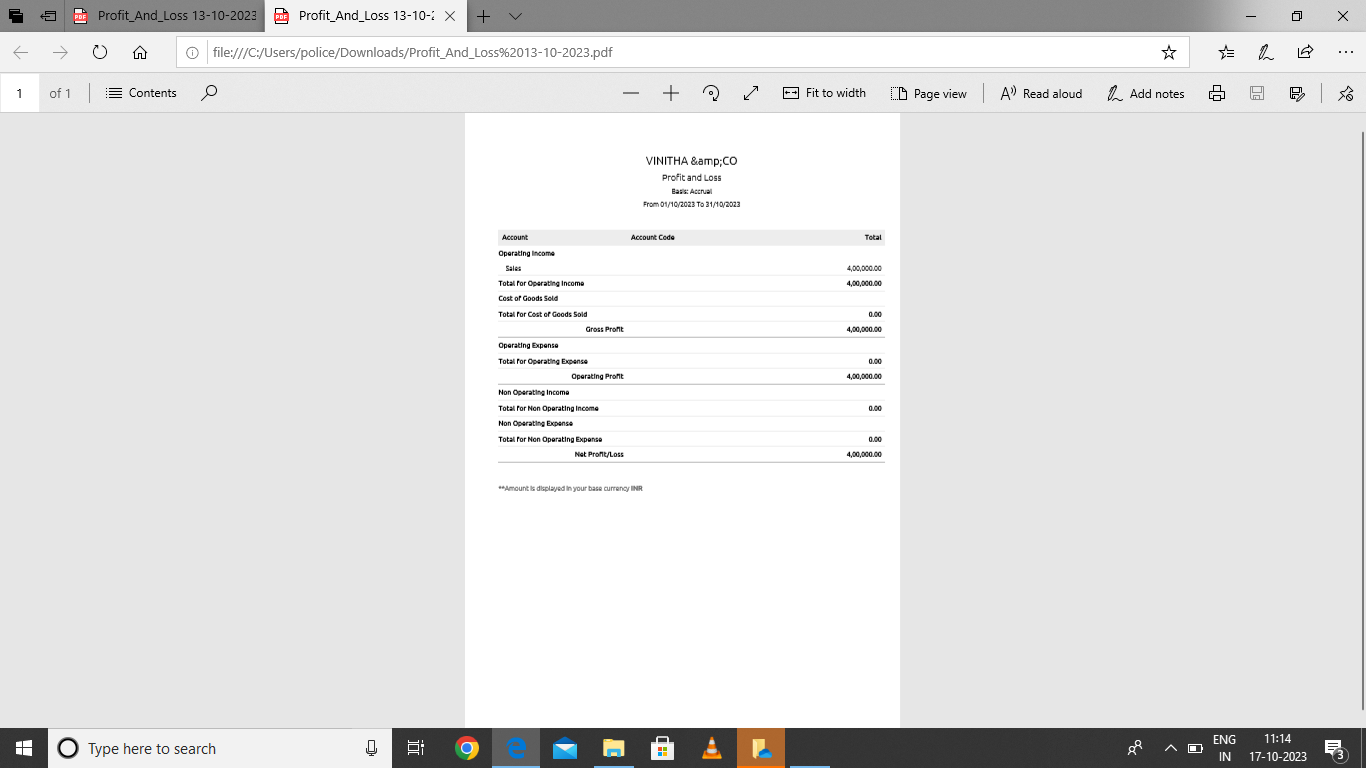 Profit_And_Loss 13-10-2023
Profit_And_Loss 13-10-2
file:///C:/Users/police/Downloads/Profit_And_Loss%2013-10-2023.pdf
1 of 1 Contents Fit to width Page view Read aloud Add notes
VINITHA &amp;CO
Profit and Loss
Basis: Accrual
From 01/10/2023 To 31/10/2023
Account Account Code Total
Operating Income
Sales 4,00,000.00
Total for Operating Income 4,00,000.00
Cost of Goods Sold
Total for Cost of Goods Sold 0.00
Gross Profit 4,00,000.00
Operating Expense
Total for Operating Expense 0.00
Operating Profit 4,00,000.00
Non Operating Income
Total for Non Operating Income 0.00
Non Operating Expense
Total for Non Operating Expense 0.00
Net Profit/Loss 4,00,000.00
**Amount is displayed in your base currency INR
Type here to search
ENG
IN
11:14
17-10-2023
3